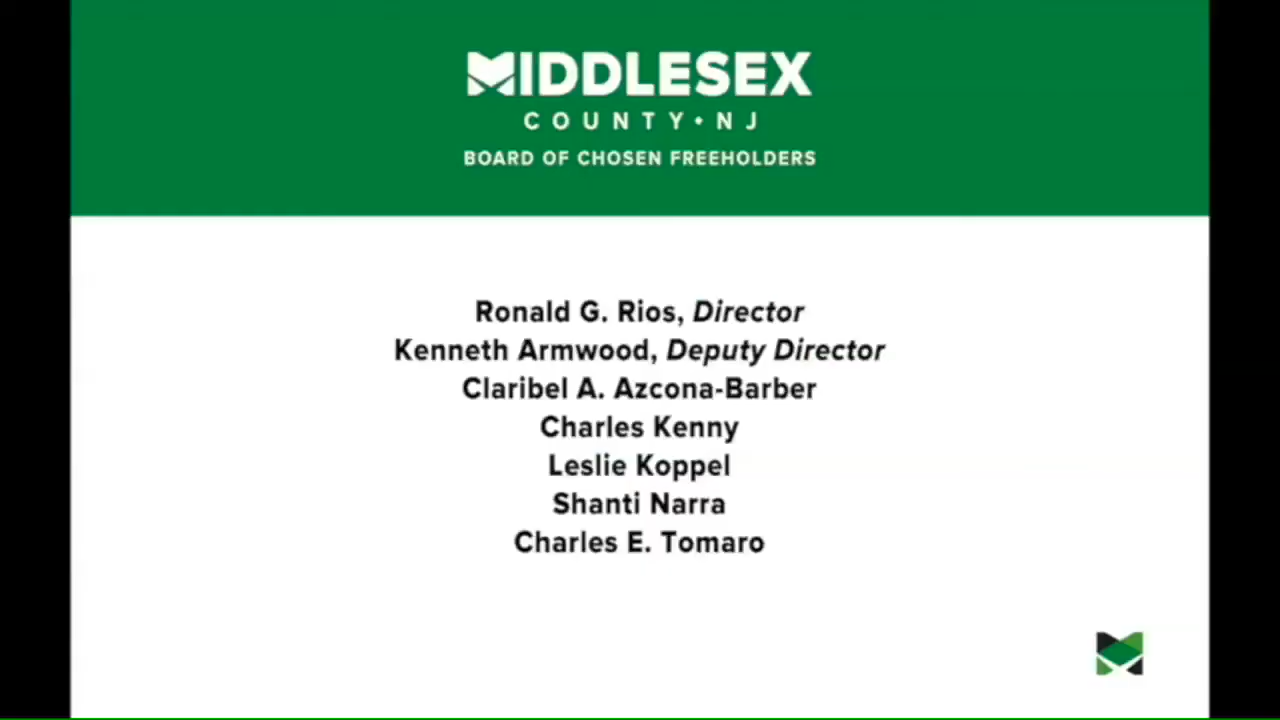 MIDDLESEX
COUNTY • NJ
BOARD OF CHOSEN FREEHOLDERS
Ronald G. Rios, Director
Kenneth Armwood, Deputy Director
Claribel A. Azcona-Barber
Charles Kenny
Leslie Koppel
Shanti Narra
Charles E. Tomaro